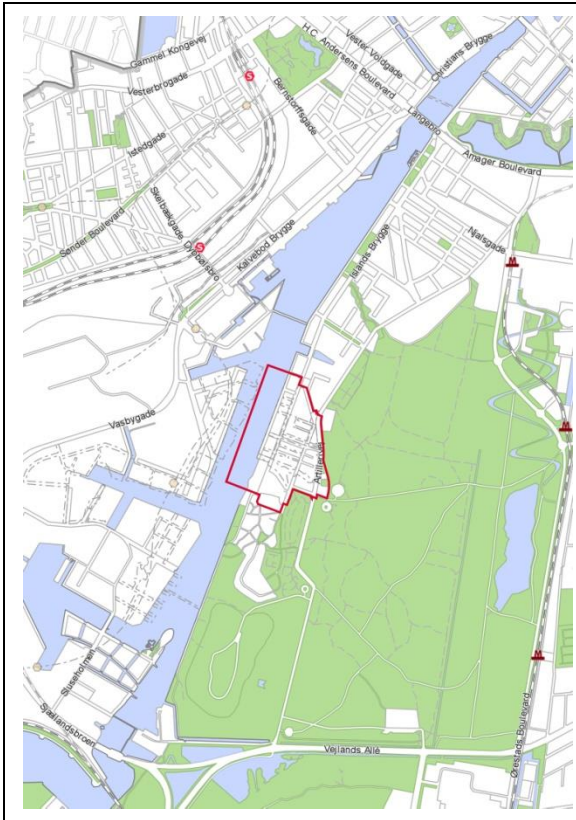 Gammel Kongevej
Vester Voldgade
H.C. Andersens Boulevard
Christians Brygge
Vesterbrogade
S
Bernstorffsgade
Langebro
Istedgade
Amager Boulevard
Skelbækgade
Dybbølsbro
Sønder Boulevard
S
Kalvebod Brygge
Islands Brygge
Njalsgade
M
Vasbygade
Artillerivej
M
M
Sluseholmen
Sjællandsbroen
Vejlands Allé
Ørestads Boulevard